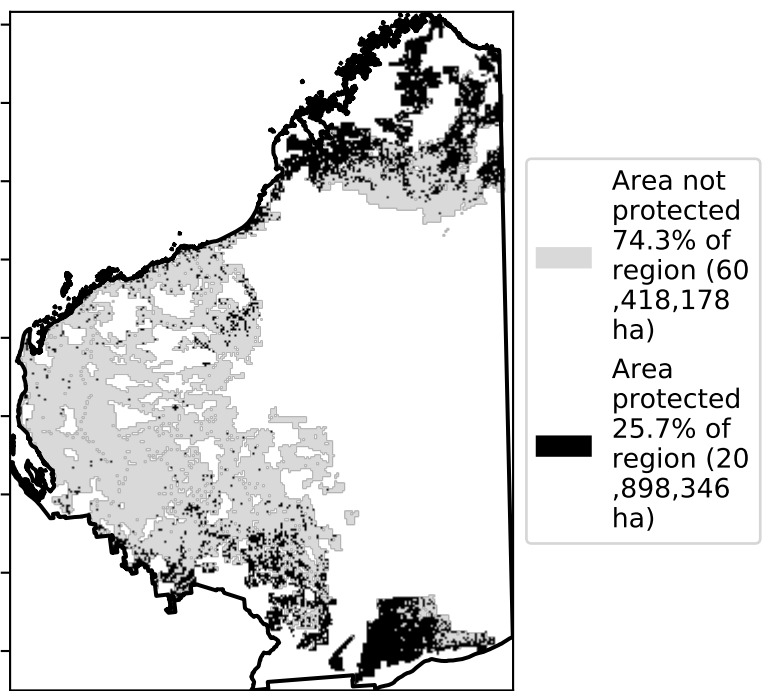 Area not
protected
74.3% of
region (60
,418,178
ha)
Area
protected
25.7% of
region (20
,898,346
ha)